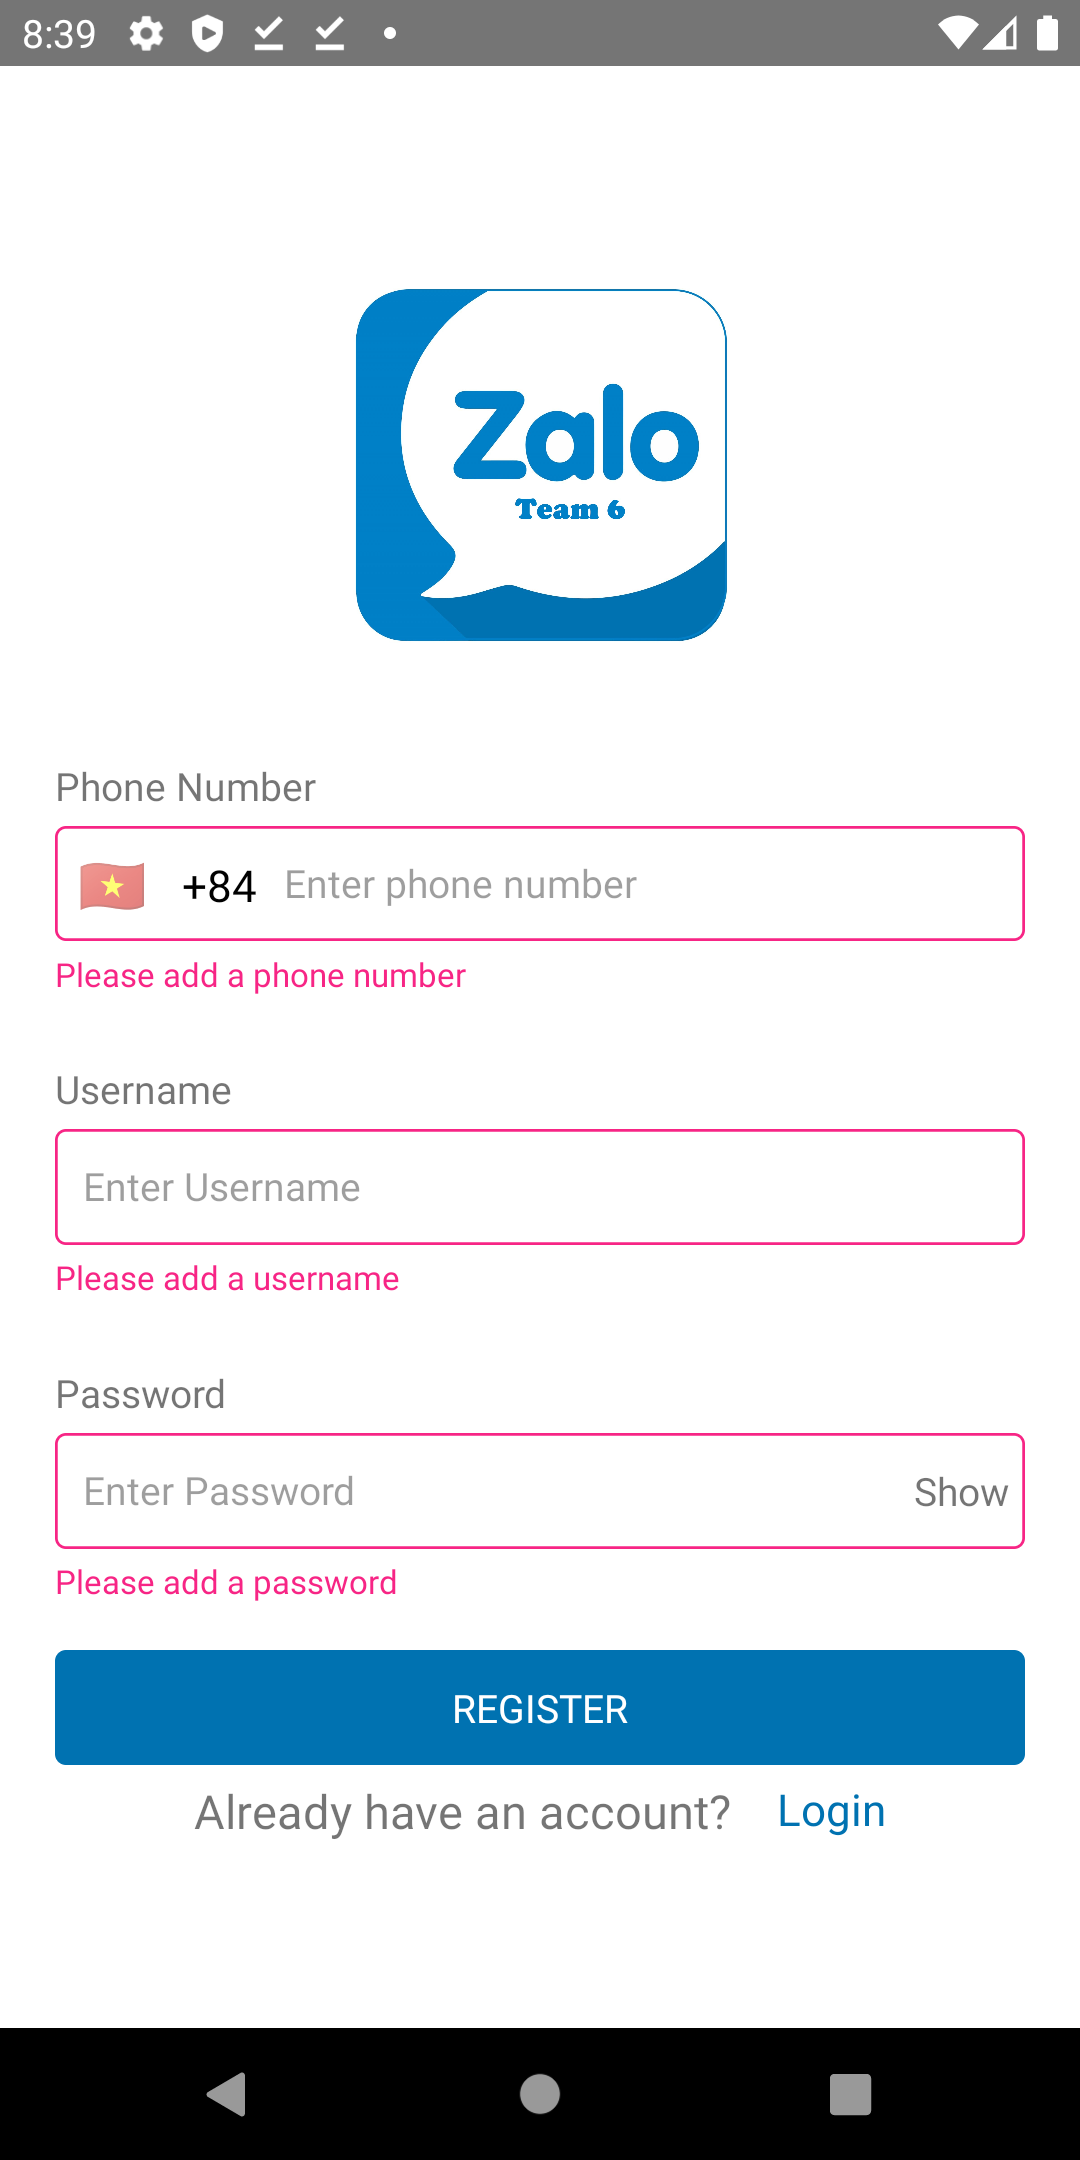 8:39
Zalo
Team 6
Phone Number
+84 Enter phone number
Please add a phone number
Username
Enter Username
Please add a username
Password
Enter Password Show
Please add a password
REGISTER
Already have an account? Login